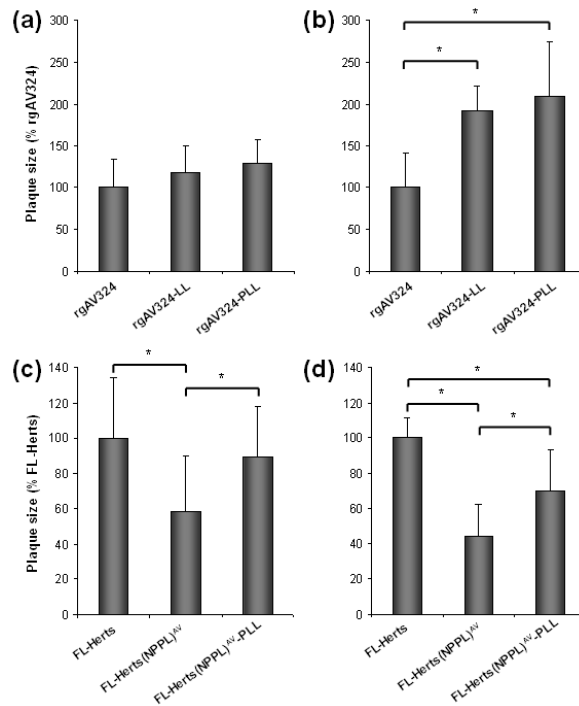 (a)
Plaque size (% rgAV324)
300
250
200
150
100
50
0
rgAV324
rgAV324-LL
rgAV324-PLL
(b)
300
250
200
150
100
50
0
*
*
rgAV324
rgAV324-LL
rgAV324-PLL
(c)
Plaque size (% FL-Herts)
140
120
100
80
60
40
20
0
*
*
FL-Herts
FL-Herts(NPPL)ᴬⱽ
FL-Herts(NPPL)ᴬⱽ-PLL
(d)
140
120
100
80
60
40
20
0
*
*
*
FL-Herts
FL-Herts(NPPL)ᴬⱽ
FL-Herts(NPPL)ᴬⱽ-PLL